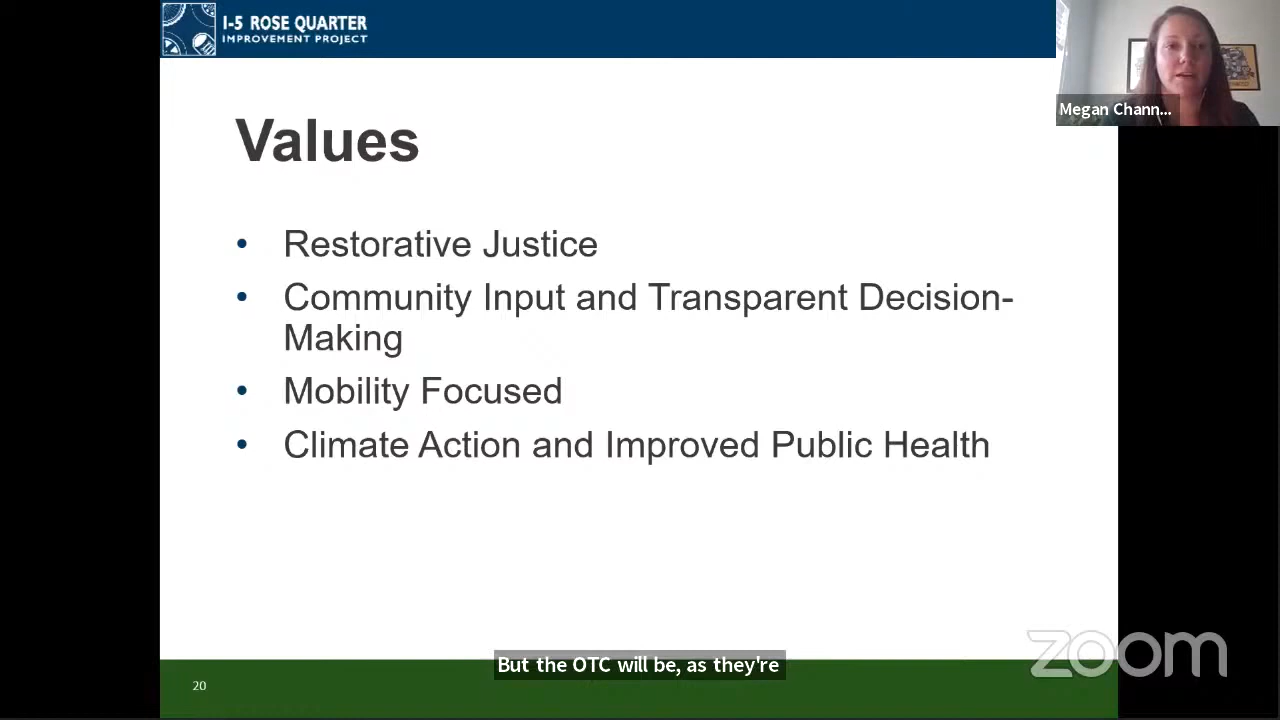 I-5 ROSE QUARTER
IMPROVEMENT PROJECT
Megan Chann...
Values
• Restorative Justice
• Community Input and Transparent Decision-
Making
• Mobility Focused
• Climate Action and Improved Public Health
But the OTC will be, as they're
zoom
20